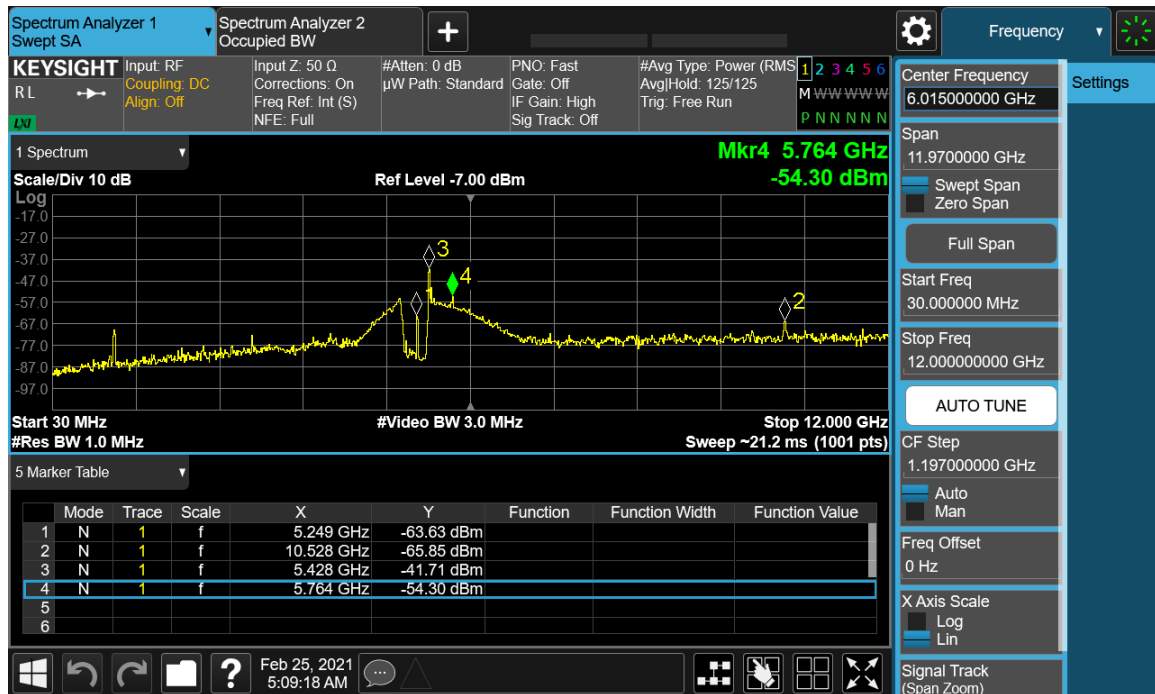 Spectrum Analyzer 1
Swept SA
Spectrum Analyzer 2
Occupied BW
+
Frequency
KEYSIGHT
R L
LXI
Input: RF
Coupling: DC
Align: Off
Input Z: 50 Ω
Corrections: On
Freq Ref: Int (S)
NFE: Full
#Atten: 0 dB
µW Path: Standard
PNO: Fast
Gate: Off
IF Gain: High
Sig Track: Off
#Avg Type: Power (RMS
Avg|Hold: 125/125
Trig: Free Run
1 2 3 4 5 6
M W W W W W
P N N N N N
1 Spectrum
Mkr4 5.764 GHz
Scale/Div 10 dB
Ref Level -7.00 dBm
-54.30 dBm
Log
-17.0
-27.0
-37.0
-47.0
-57.0
-67.0
-77.0
-87.0
-97.0
3
4
2
Start 30 MHz
#Video BW 3.0 MHz
Stop 12.000 GHz
#Res BW 1.0 MHz
Sweep ~21.2 ms (1001 pts)
5 Marker Table
Mode Trace Scale X Y Function Function Width Function Value
1 N 1 f 5.249 GHz -63.63 dBm
2 N 1 f 10.528 GHz -65.85 dBm
3 N 1 f 5.428 GHz -41.71 dBm
4 N 1 f 5.764 GHz -54.30 dBm
5
6
?
Feb 25, 2021
5:09:18 AM
Center Frequency
6.015000000 GHz
Span
11.9700000 GHz
Swept Span
Zero Span
Full Span
Start Freq
30.000000 MHz
Stop Freq
12.000000000 GHz
AUTO TUNE
CF Step
1.197000000 GHz
Auto
Man
Freq Offset
0 Hz
X Axis Scale
Log
Lin
Signal Track
(Span Zoom)
Settings